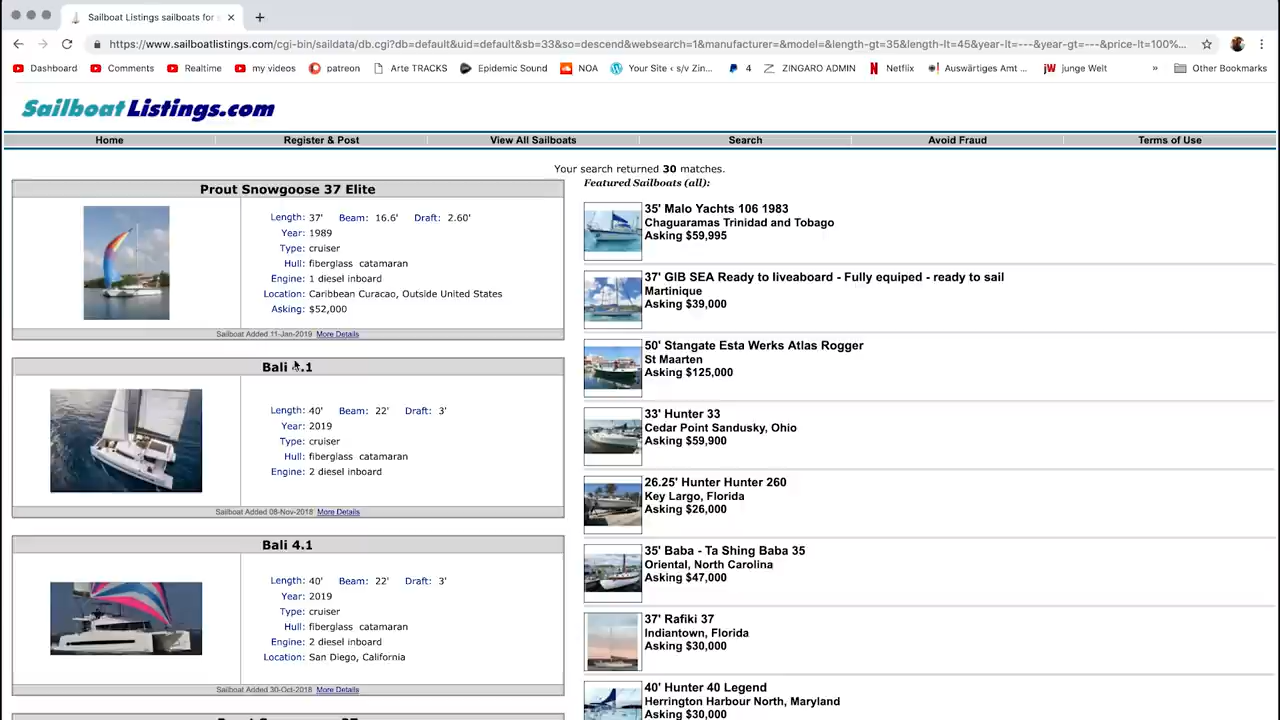 Sailboat Listings sailboats for
https://www.sailboatlistings.com/cgi-bin/saildata/db.cgi?db=default&uid=default&sb=33&so=descend&websearch=1&manufacturer=&model=&length-gt=35&length-lt=45&year-lt=---&year-gt=---&price-lt=100%...
Dashboard Comments Realtime my videos patreon Arte TRACKS Epidemic Sound NOA Your Site ‹ s/v Zin... 4 ZINGARO ADMIN Netflix Auswärtiges Amt ... junge Welt » Other Bookmarks
SailboatListings.com
Home Register & Post View All Sailboats Search Avoid Fraud Terms of Use
Your search returned 30 matches.
Prout Snowgoose 37 Elite
Length: 37' Beam: 16.6' Draft: 2.60'
Year: 1989
Type: cruiser
Hull: fiberglass catamaran
Engine: 1 diesel inboard
Location: Caribbean Curacao, Outside United States
Asking: $52,000
Sailboat Added 11-Jan-2019 More Details
Bali 4.1
Length: 40' Beam: 22' Draft: 3'
Year: 2019
Type: cruiser
Hull: fiberglass catamaran
Engine: 2 diesel inboard
Sailboat Added 08-Nov-2018 More Details
Bali 4.1
Length: 40' Beam: 22' Draft: 3'
Year: 2019
Type: cruiser
Hull: fiberglass catamaran
Engine: 2 diesel inboard
Location: San Diego, California
Sailboat Added 30-Oct-2018 More Details
Featured Sailboats (all):
35' Malo Yachts 106 1983
Chaguaramas Trinidad and Tobago
Asking $59,995
37' GIB SEA Ready to liveaboard - Fully equiped - ready to sail
Martinique
Asking $39,000
50' Stangate Esta Werks Atlas Rogger
St Maarten
Asking $125,000
33' Hunter 33
Cedar Point Sandusky, Ohio
Asking $59,900
26.25' Hunter Hunter 260
Key Largo, Florida
Asking $26,000
35' Baba - Ta Shing Baba 35
Oriental, North Carolina
Asking $47,000
37' Rafiki 37
Indiantown, Florida
Asking $30,000
40' Hunter 40 Legend
Herrington Harbour North, Maryland
Asking $30,000